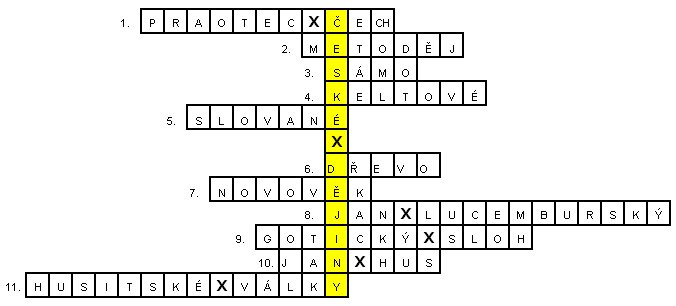 1. PRAOTECXČECH
2. METODĚJ
3. SÁMO
4. KELTOVÉ
5. SLOVANÉ
X
6. DŘEVO
7. NOVOVĚK
8. JANXLUCEMBURSKÝ
9. GOTICKÝXSLOH
10. JANXHUS
11. HUSITSKÉXVÁLKY